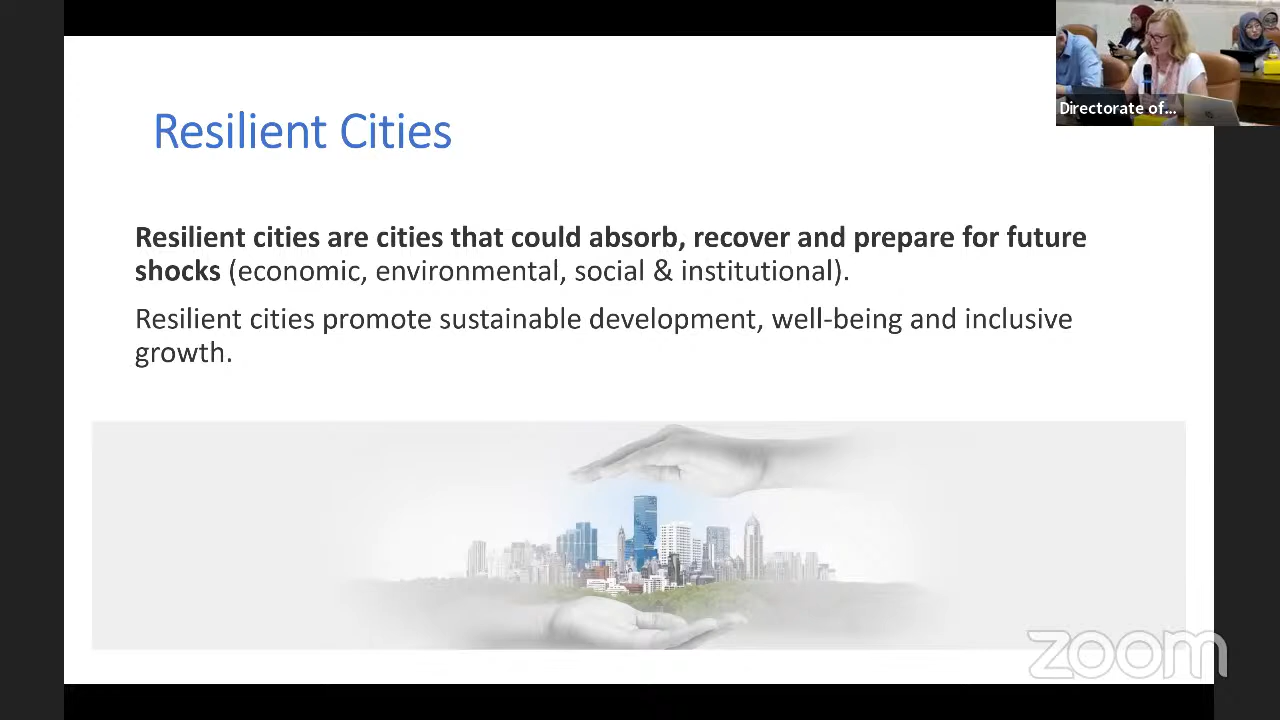 Directorate of...
Resilient Cities
Resilient cities are cities that could absorb, recover and prepare for future
shocks (economic, environmental, social & institutional).
Resilient cities promote sustainable development, well-being and inclusive
growth.
zoom